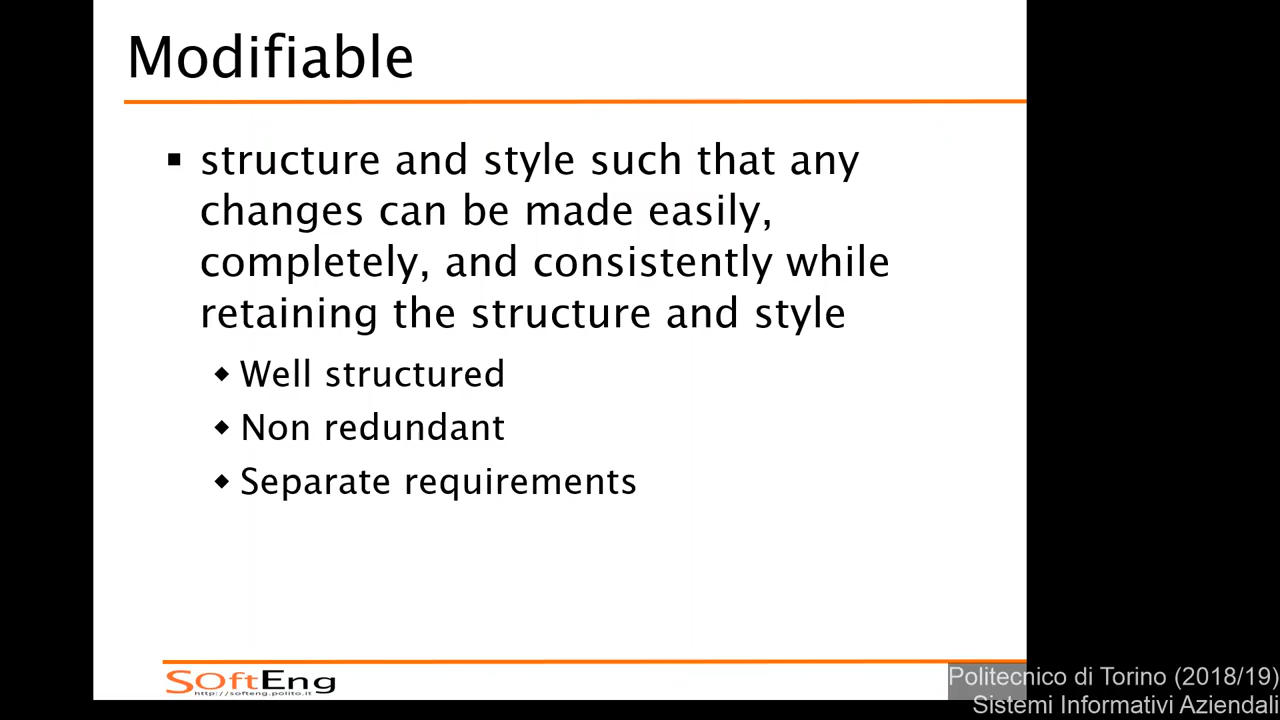 Modifiable
▪ structure and style such that any
changes can be made easily,
completely, and consistently while
retaining the structure and style
◆ Well structured
◆ Non redundant
◆ Separate requirements
SOftEng
http://softeng.polito.it
Politecnico di Torino (2018/19)
Sistemi Informativi Aziendali